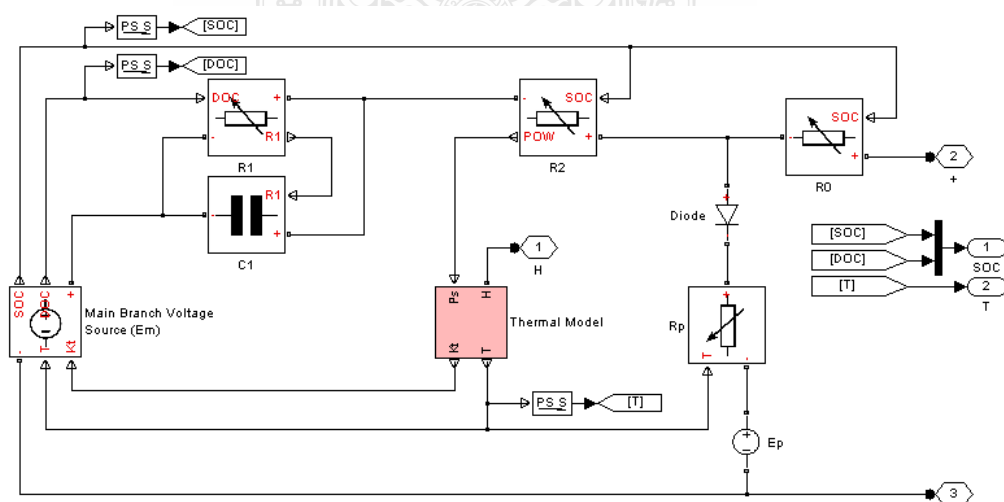 PS S [SOC]
PS S [DOC]
DOC +
- R1
R1
R1
- +
C1
- SOC
POW +
R2
SOC
- +
R0
2
+
Diode
+
1
H
[SOC]
[DOC]
[T]
1
SOC
2
T
SOC DOC +
- T Kt
Main Branch Voltage
Source (Em)
Ps H
Kt T
Thermal Model
Rp
+
T -
PS S [T]
+
-
Ep
3